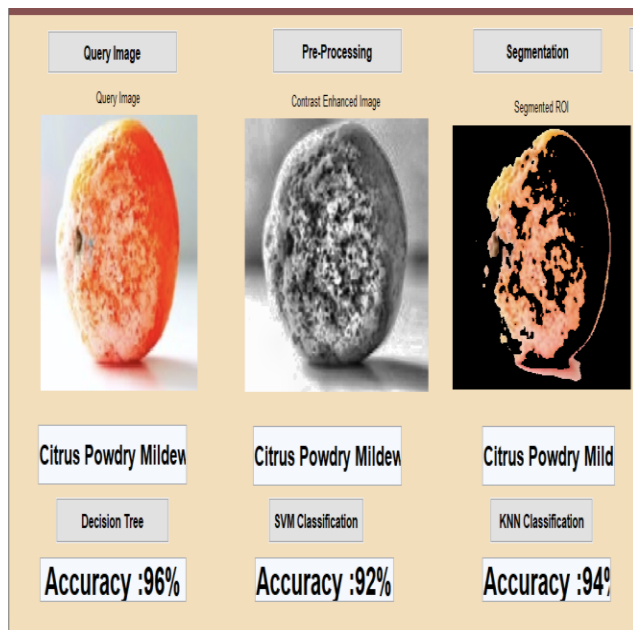 Query Image
Pre-Processing
Segmentation
Query Image
Contrast Enhanced Image
Segmented ROI
Citrus Powdry Mildew
Citrus Powdry Mildew
Citrus Powdry Mild
Decision Tree
SVM Classification
KNN Classification
Accuracy :96%
Accuracy :92%
Accuracy :94%